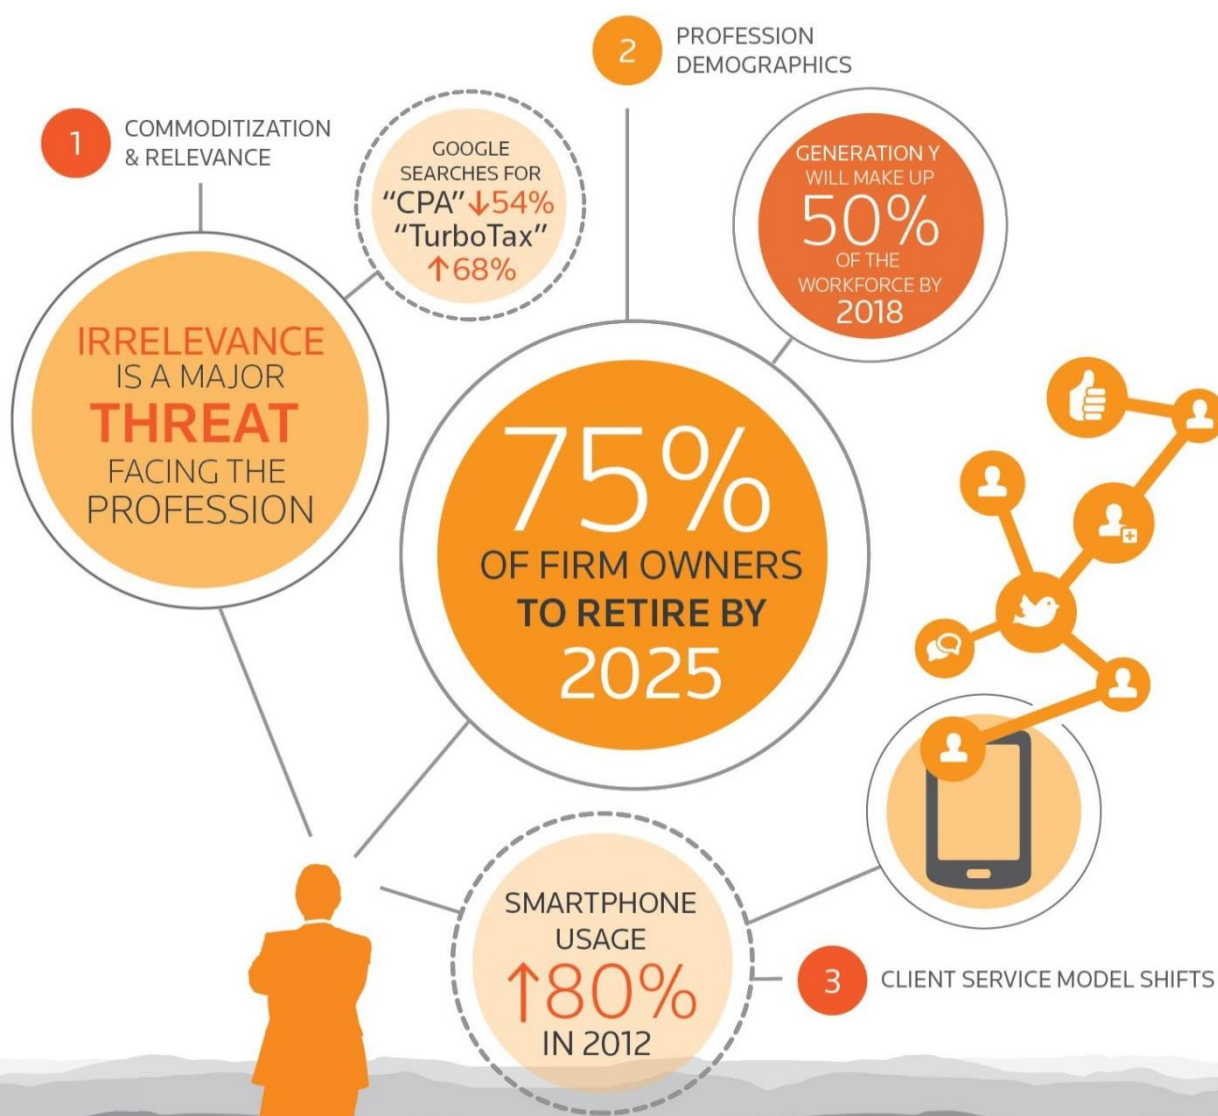 1
COMMODITIZATION
& RELEVANCE
IRRELEVANCE
IS A MAJOR
THREAT
FACING THE
PROFESSION
GOOGLE
SEARCHES FOR
“CPA” ↓54%
“TurboTax”
↑68%
2
PROFESSION
DEMOGRAPHICS
75%
OF FIRM OWNERS
TO RETIRE BY
2025
GENERATION Y
WILL MAKE UP
50%
OF THE
WORKFORCE BY
2018
SMARTPHONE
USAGE
↑80%
IN 2012
3
CLIENT SERVICE MODEL SHIFTS